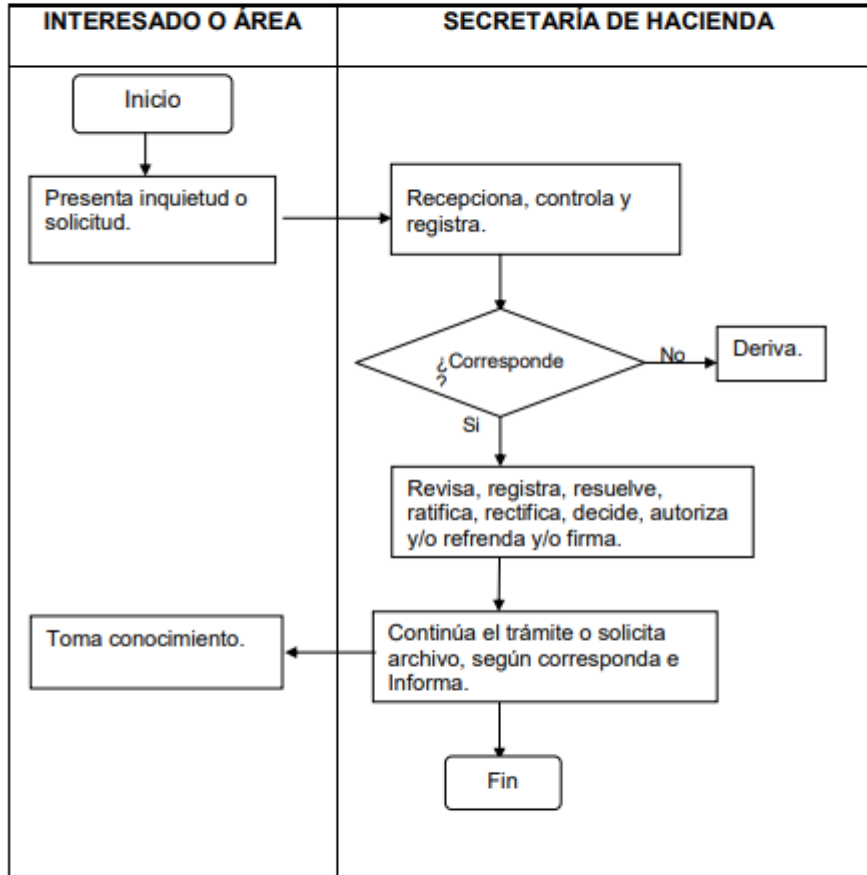 INTERESADO O ÁREA
SECRETARÍA DE HACIENDA
Inicio
Presenta inquietud o
solicitud.
Recepciona, controla y
registra.
¿Corresponde
?
No
Deriva.
Si
Revisa, registra, resuelve,
ratifica, rectifica, decide, autoriza
y/o refrenda y/o firma.
Continúa el trámite o solicita
archivo, según corresponda e
Informa.
Toma conocimiento.
Fin